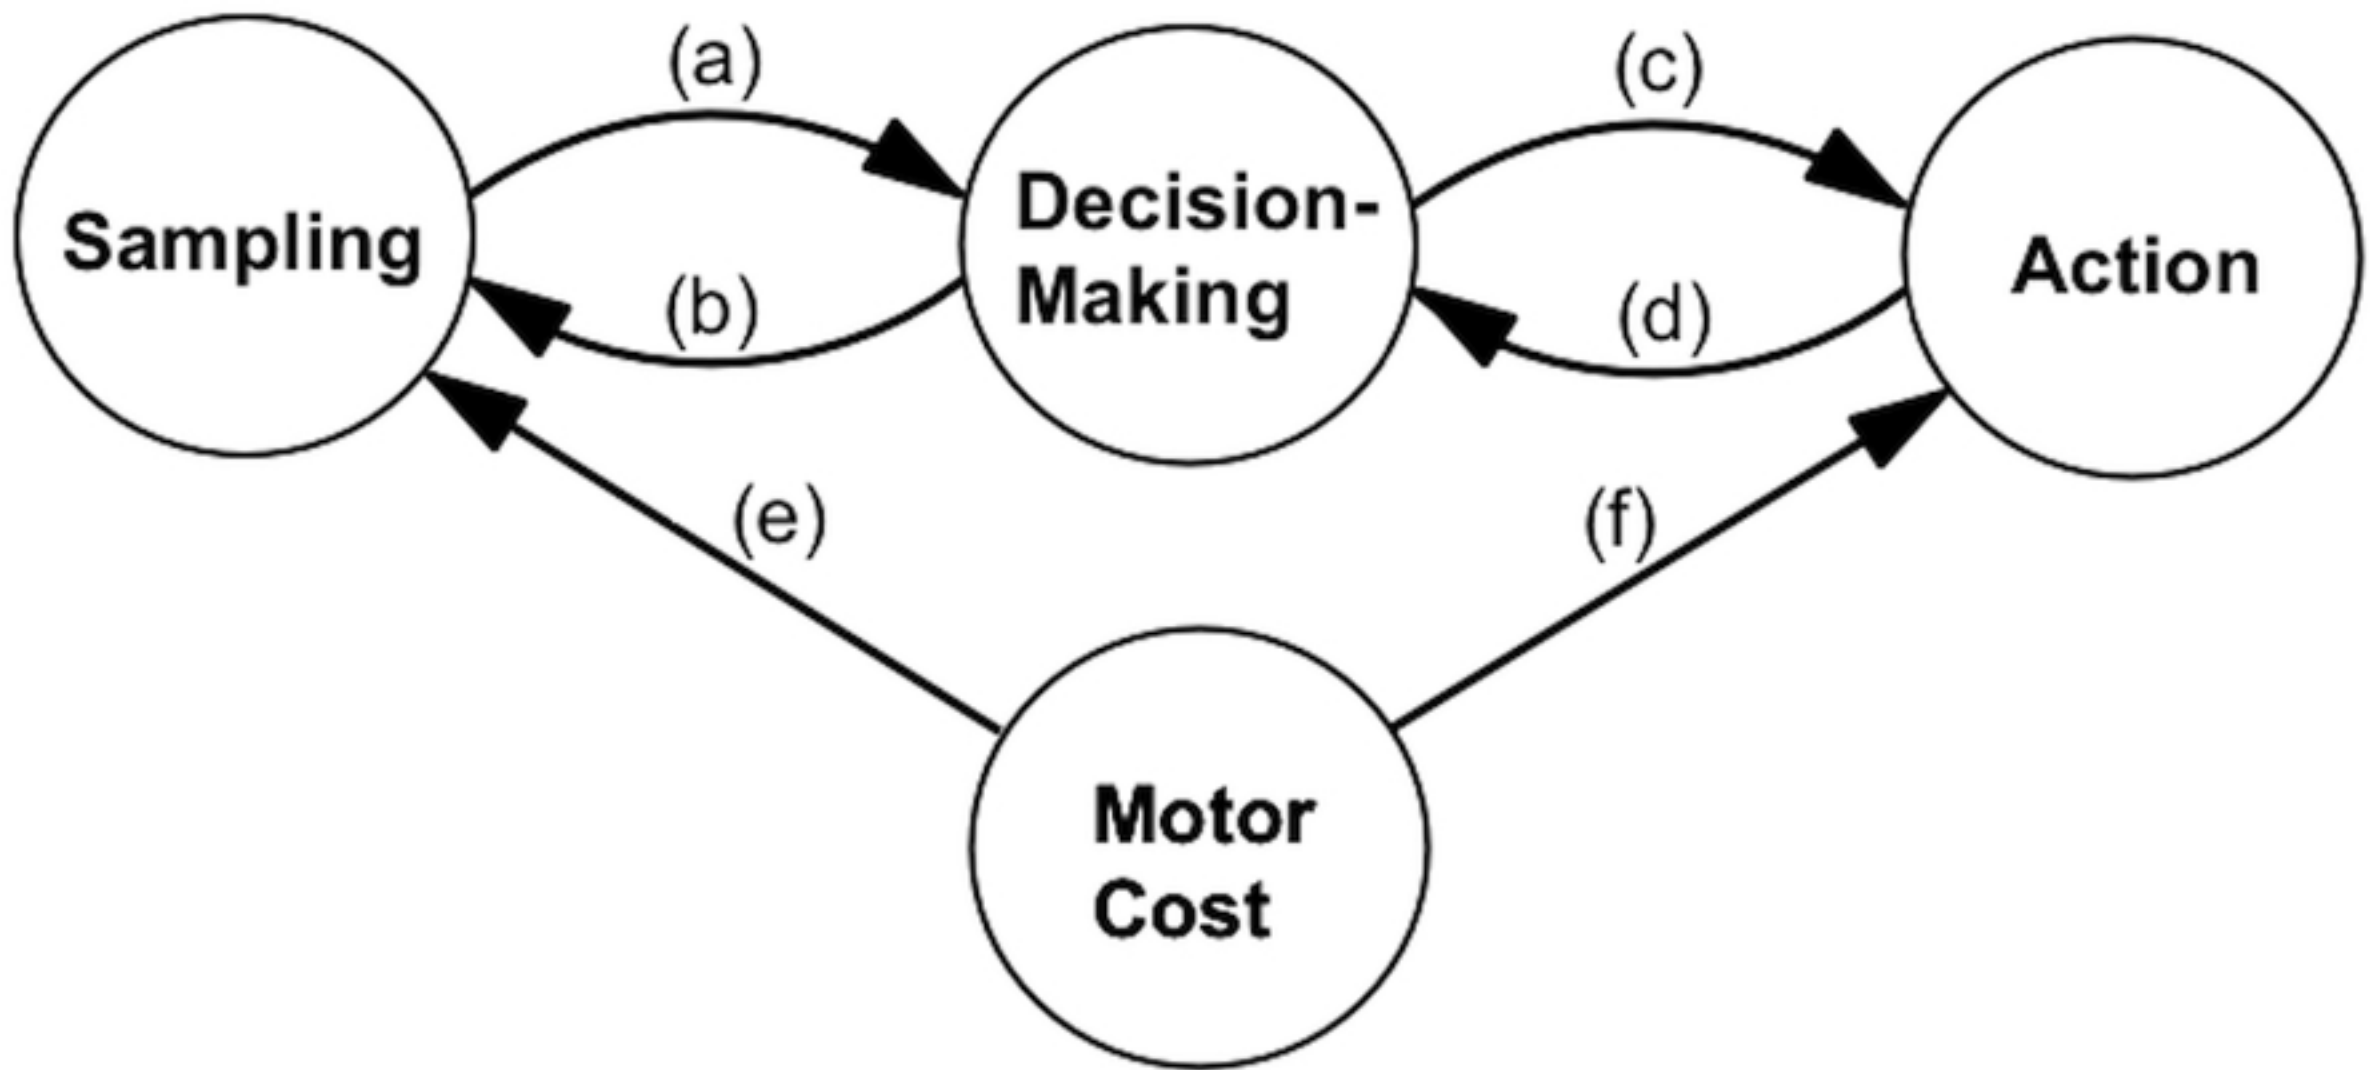 (a)
(c)
Sampling
Decision-
Making
Action
(b)
(d)
(e)
(f)
Motor
Cost